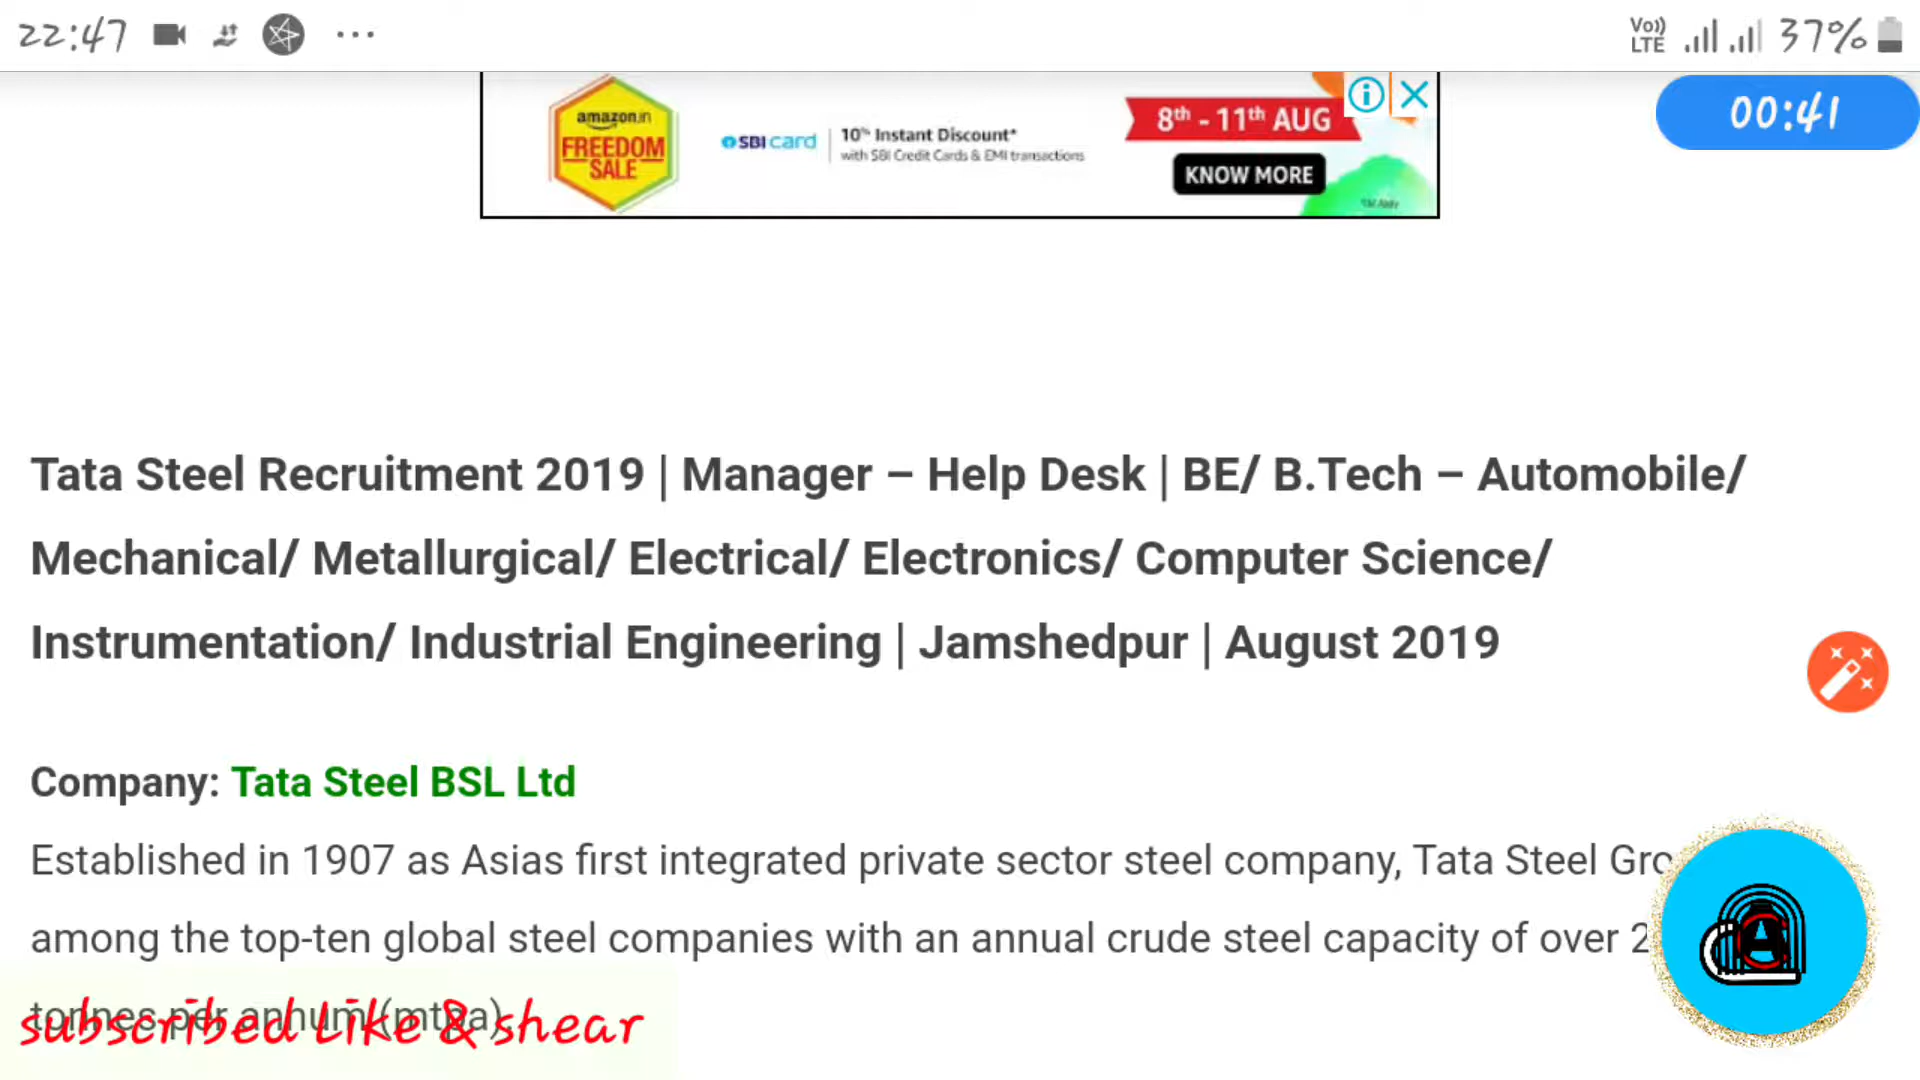 22:47
Vo)) LTE 37%
00:41
amazon.in
FREEDOM
SALE
SBI card
10% Instant Discount*
with SBI Credit Cards & EMI transactions
8th - 11th AUG
KNOW MORE
Tata Steel Recruitment 2019 | Manager – Help Desk | BE/ B.Tech – Automobile/
Mechanical/ Metallurgical/ Electrical/ Electronics/ Computer Science/
Instrumentation/ Industrial Engineering | Jamshedpur | August 2019
Company: Tata Steel BSL Ltd
Established in 1907 as Asias first integrated private sector steel company, Tata Steel Gro
among the top-ten global steel companies with an annual crude steel capacity of over 2
tonnes per annum (mtpa)
subscribed Like & shear
A